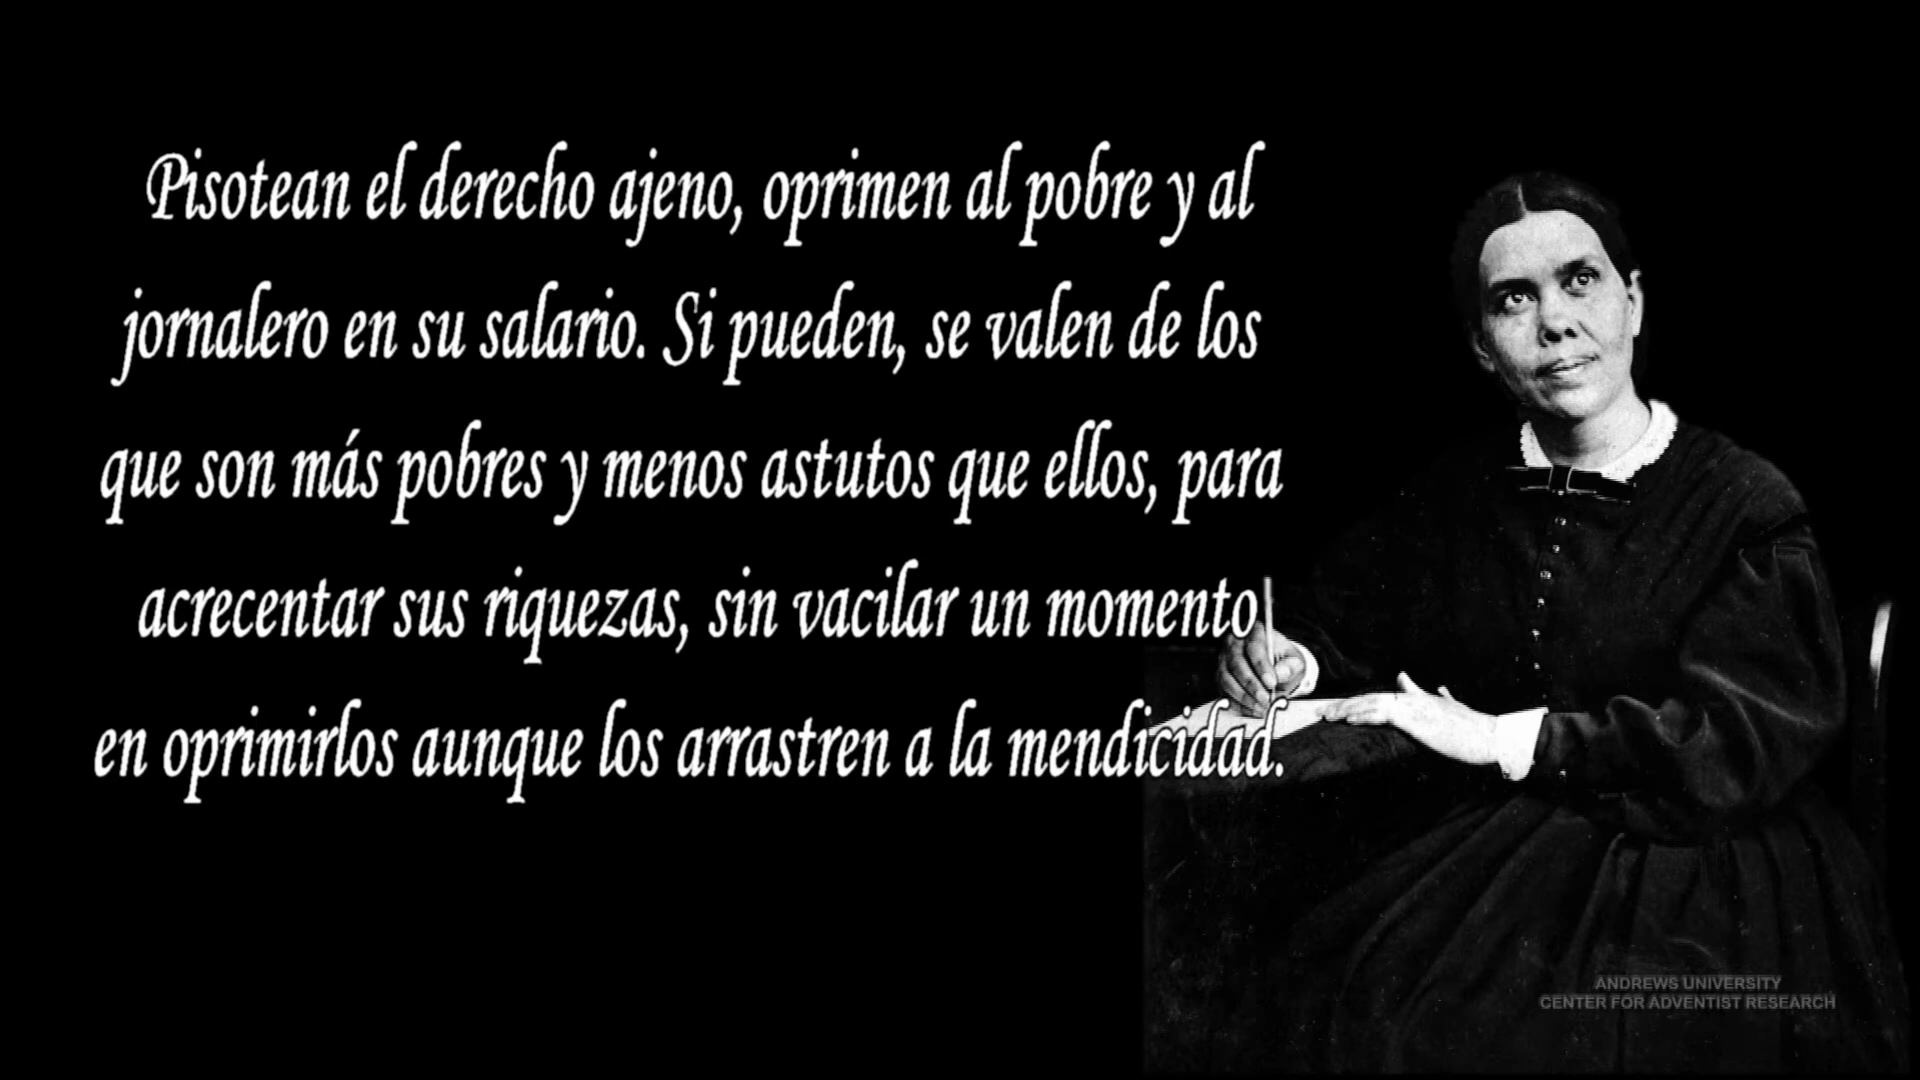 Pisotean el derecho ajeno, oprimen al pobre y al
jornalero en su salario. Si pueden, se valen de los
que son más pobres y menos astutos que ellos, para
acrecentar sus riquezas, sin vacilar un momento
en oprimirlos aunque los arrastren a la mendicidad.
ANDREWS UNIVERSITY
CENTER FOR ADVENTIST RESEARCH